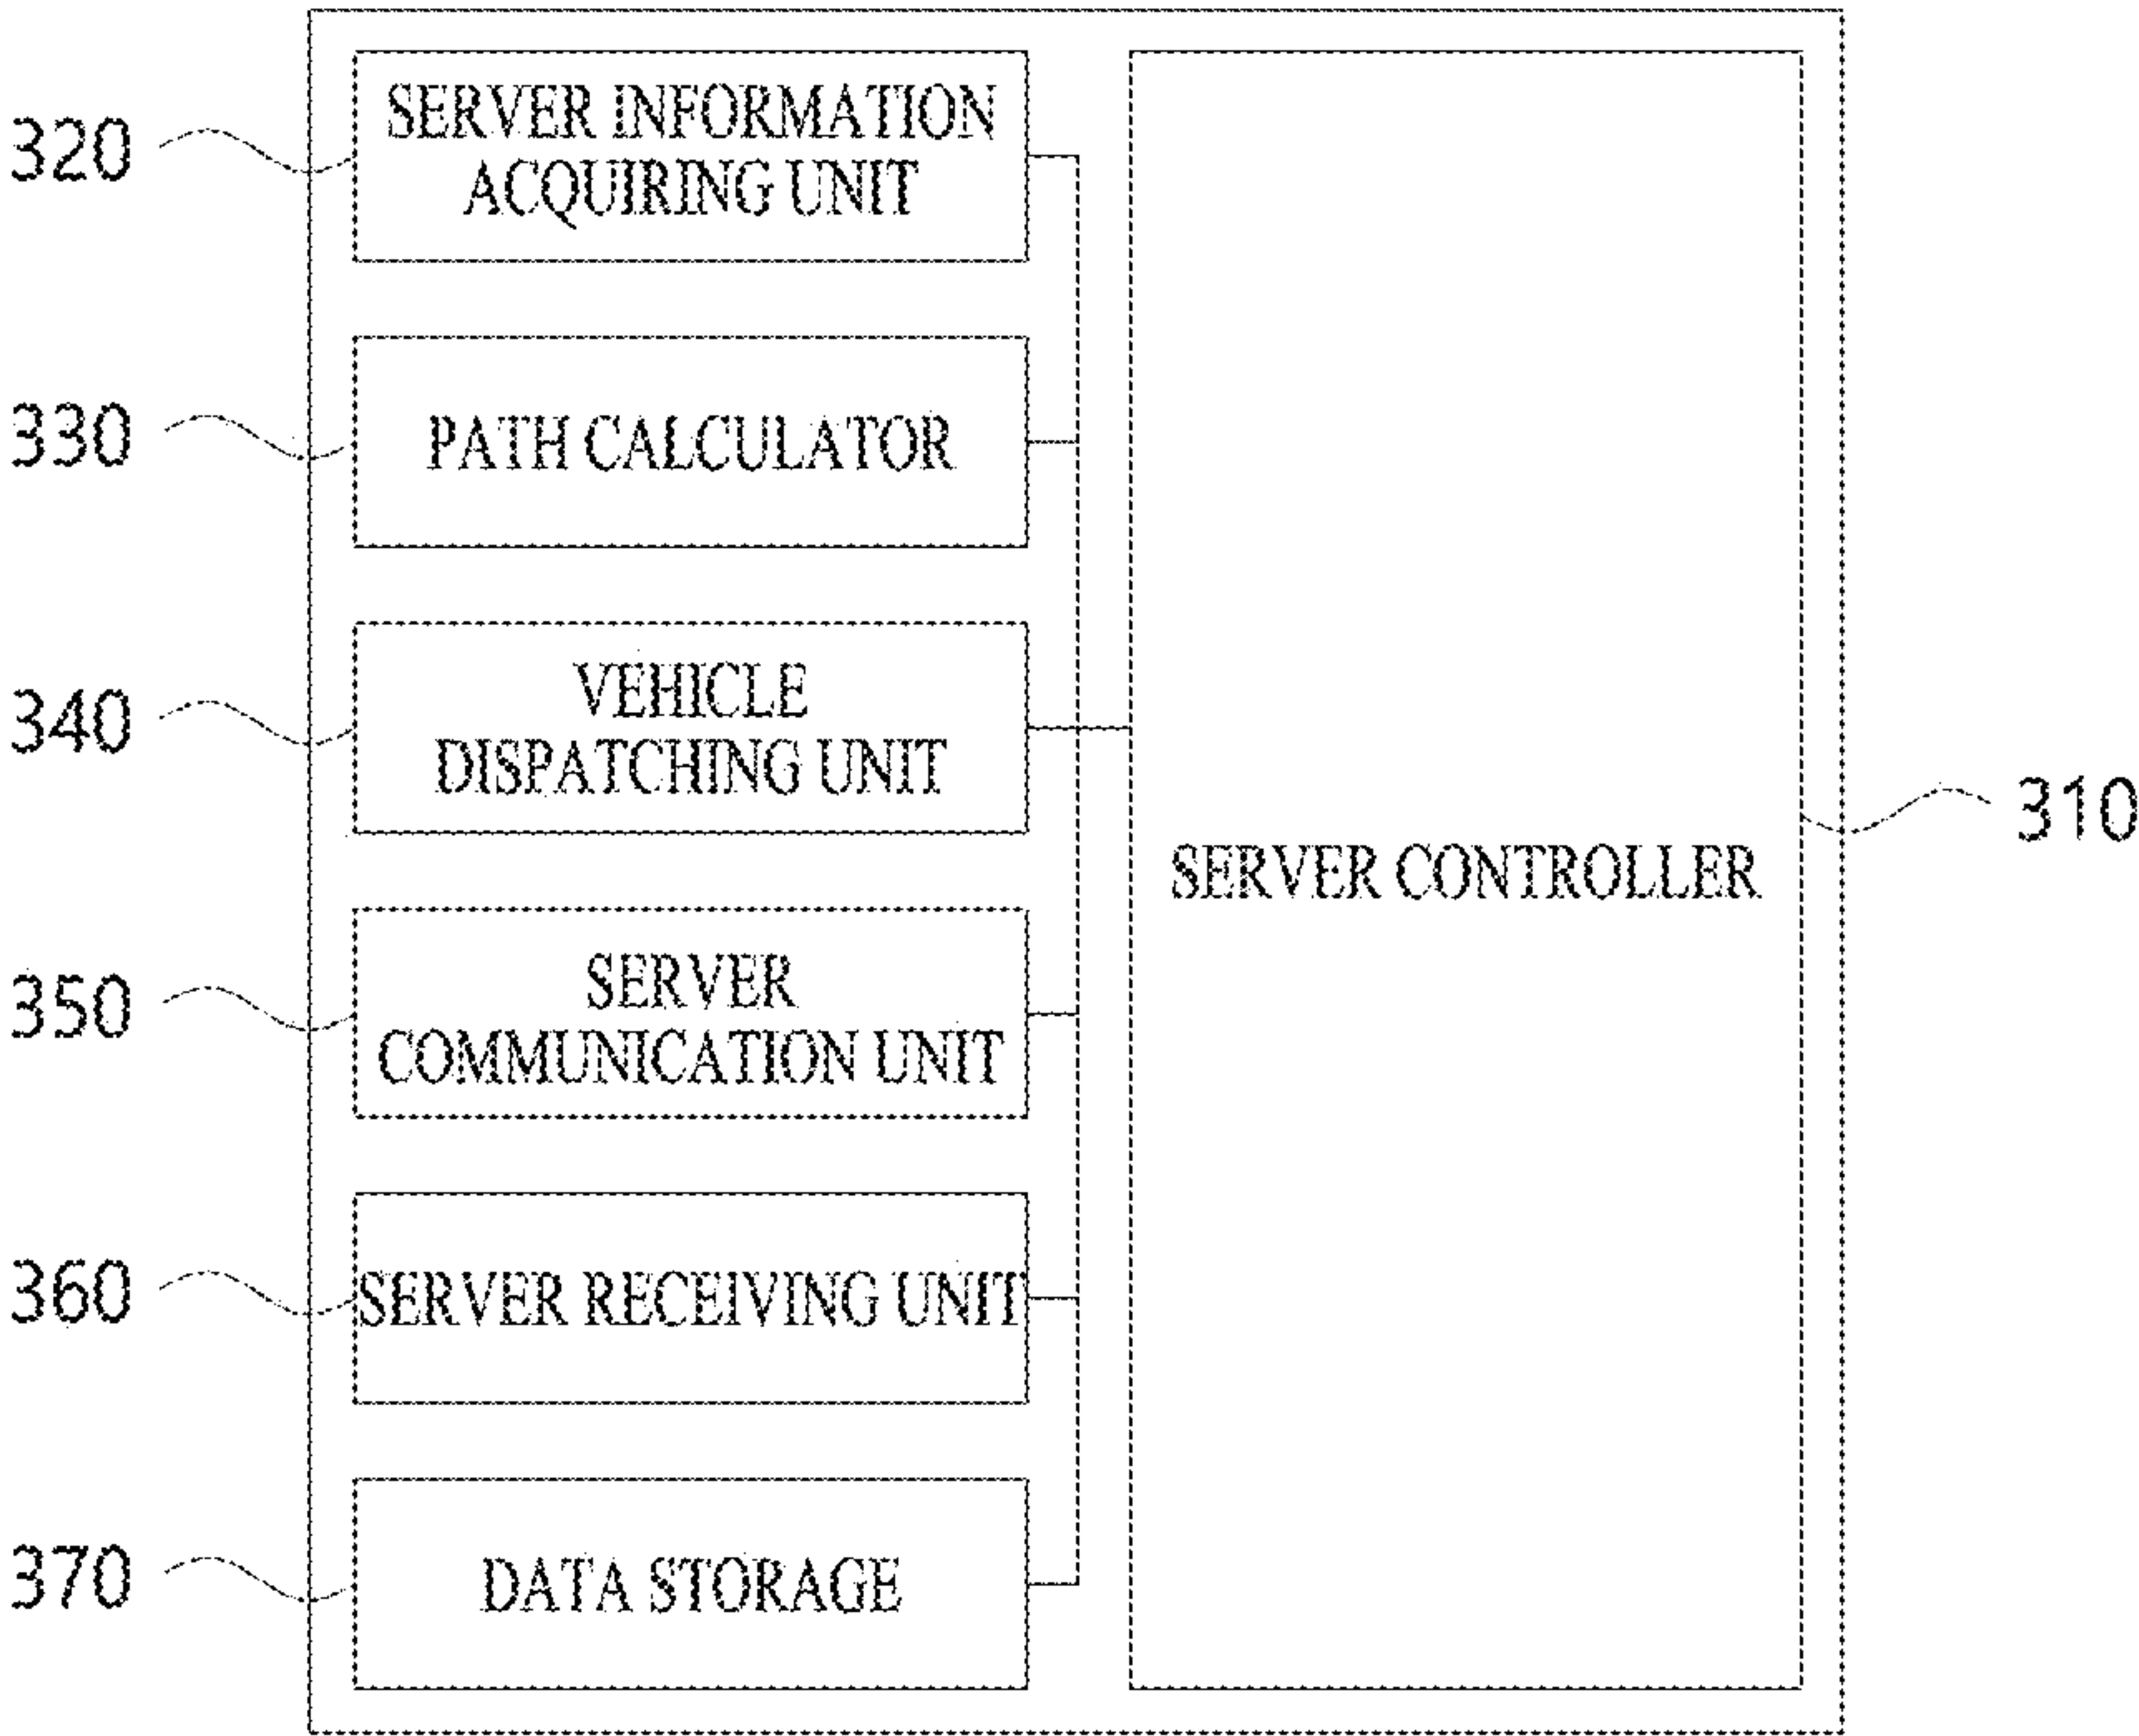 320
SERVER INFORMATION
ACQUIRING UNIT
330
PATH CALCULATOR
340
VEHICLE
DISPATCHING UNIT
310
SERVER CONTROLLER
350
SERVER
COMMUNICATION UNIT
360
SERVER RECEIVING UNIT
370
DATA STORAGE